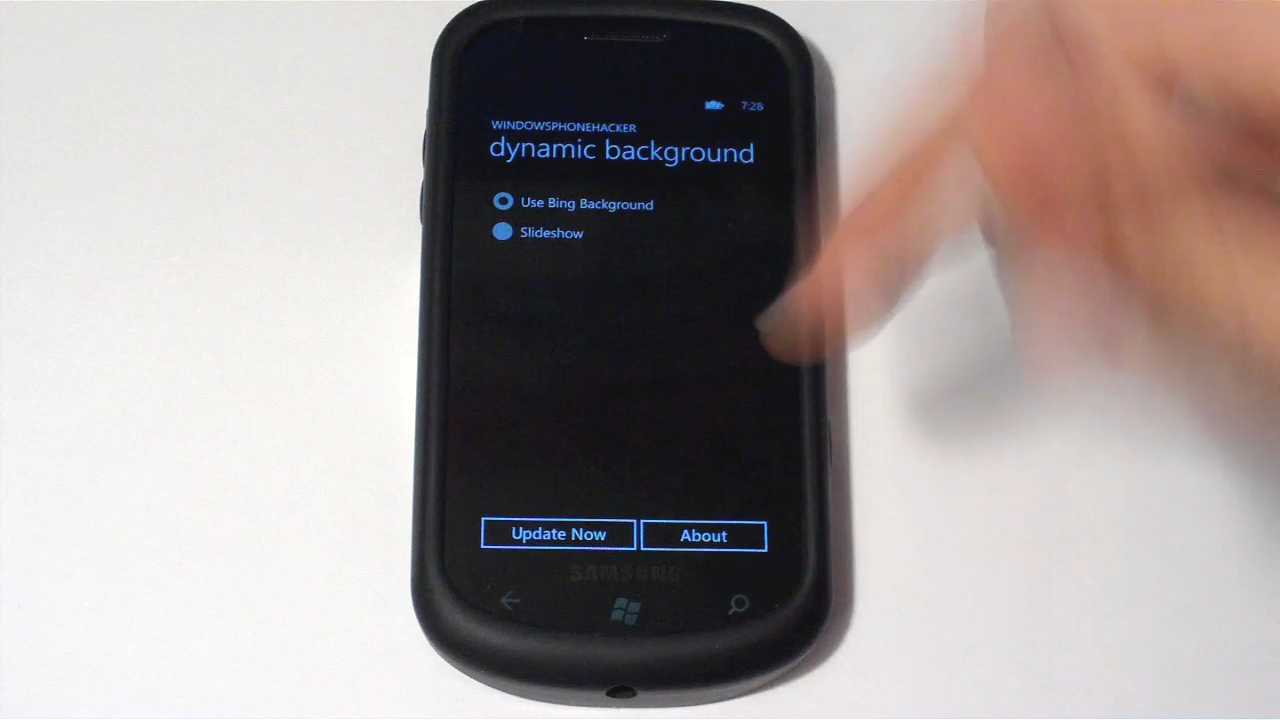 7:28
WINDOWSPHONEHACKER
dynamic background
Use Bing Background
Slideshow
Update Now
About
SAMSUNG